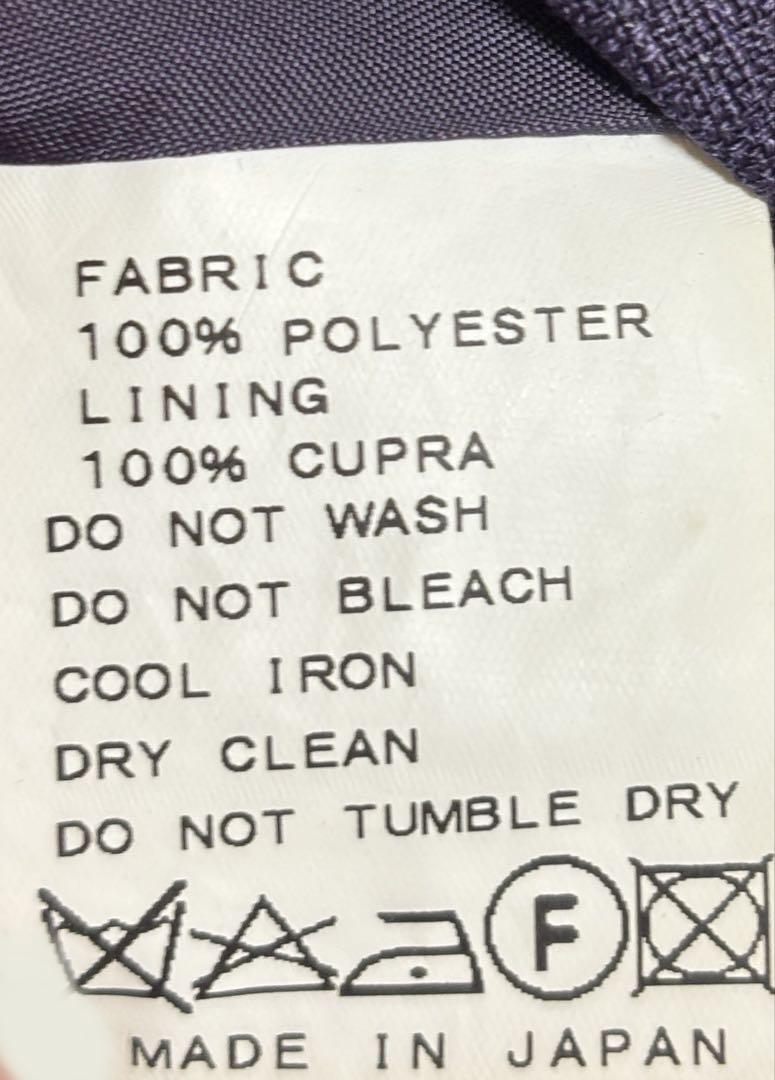 FABRIC
100% POLYESTER
LINING
100% CUPRA
DO NOT WASH
DO NOT BLEACH
COOL IRON
DRY CLEAN
DO NOT TUMBLE DRY
F
MADE IN JAPAN